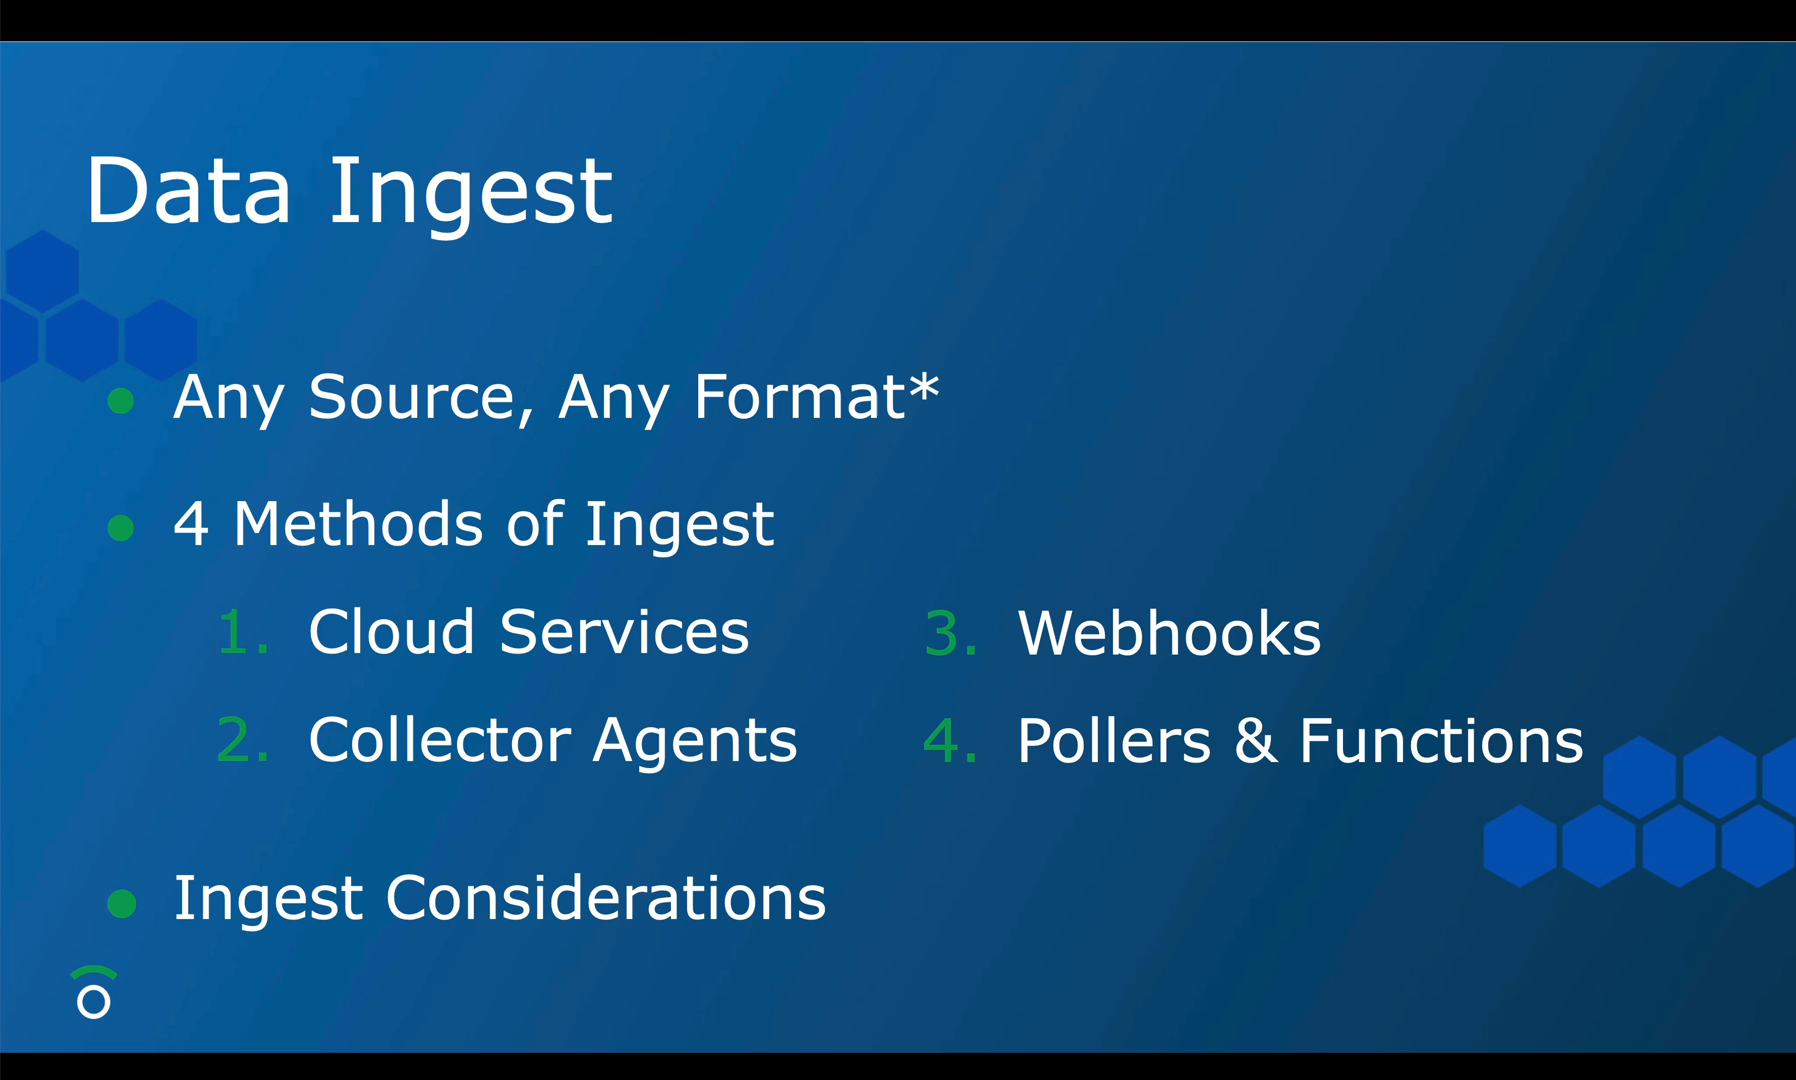 Data Ingest
Any Source, Any Format*
4 Methods of Ingest
1. Cloud Services
2. Collector Agents
3. Webhooks
4. Pollers & Functions
Ingest Considerations